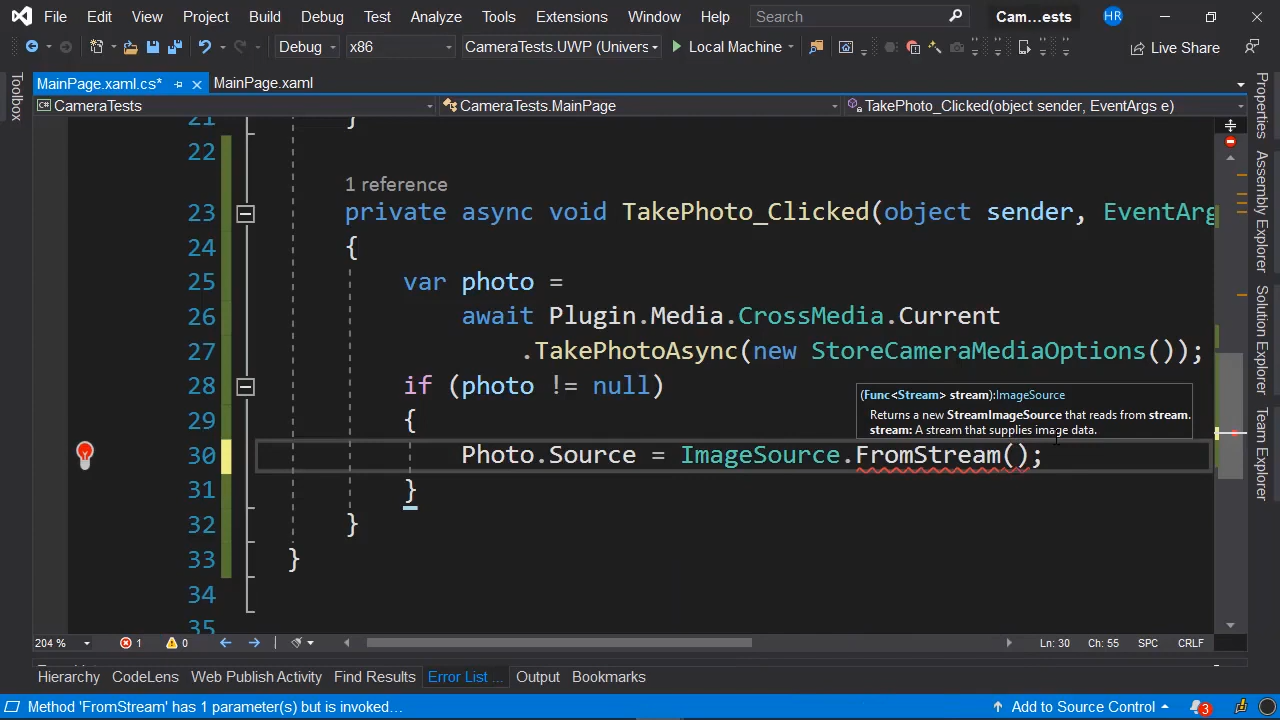 File Edit View Project Build Debug Test Analyze Tools Extensions Window Help Search Cam...ests HR
Debug x86 CameraTests.UWP (Univers Local Machine Live Share
MainPage.xaml.cs* MainPage.xaml
CameraTests CameraTests.MainPage TakePhoto_Clicked(object sender, EventArgs e)
Toolbox
Properties
Assembly Explorer
Solution Explorer
Team Explorer
21 }
22
1 reference
23 private async void TakePhoto_Clicked(object sender, EventArg
24 {
25 var photo =
26 await Plugin.Media.CrossMedia.Current
27 .TakePhotoAsync(new StoreCameraMediaOptions());
28 if (photo != null)
(Func<Stream> stream):ImageSource
Returns a new StreamImageSource that reads from stream.
stream: A stream that supplies image data.
29 {
30 Photo.Source = ImageSource.FromStream();
31 }
32 }
33 }
34
35
204 % 1 0 Ln: 30 Ch: 55 SPC CRLF
Hierarchy CodeLens Web Publish Activity Find Results Error List ... Output Bookmarks
Method 'FromStream' has 1 parameter(s) but is invoked... Add to Source Control 3